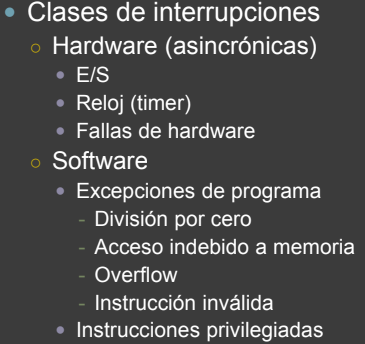 • Clases de interrupciones
○ Hardware (asincrónicas)
• E/S
• Reloj (timer)
• Fallas de hardware
○ Software
• Excepciones de programa
- División por cero
- Acceso indebido a memoria
- Overflow
- Instrucción inválida
• Instrucciones privilegiadas